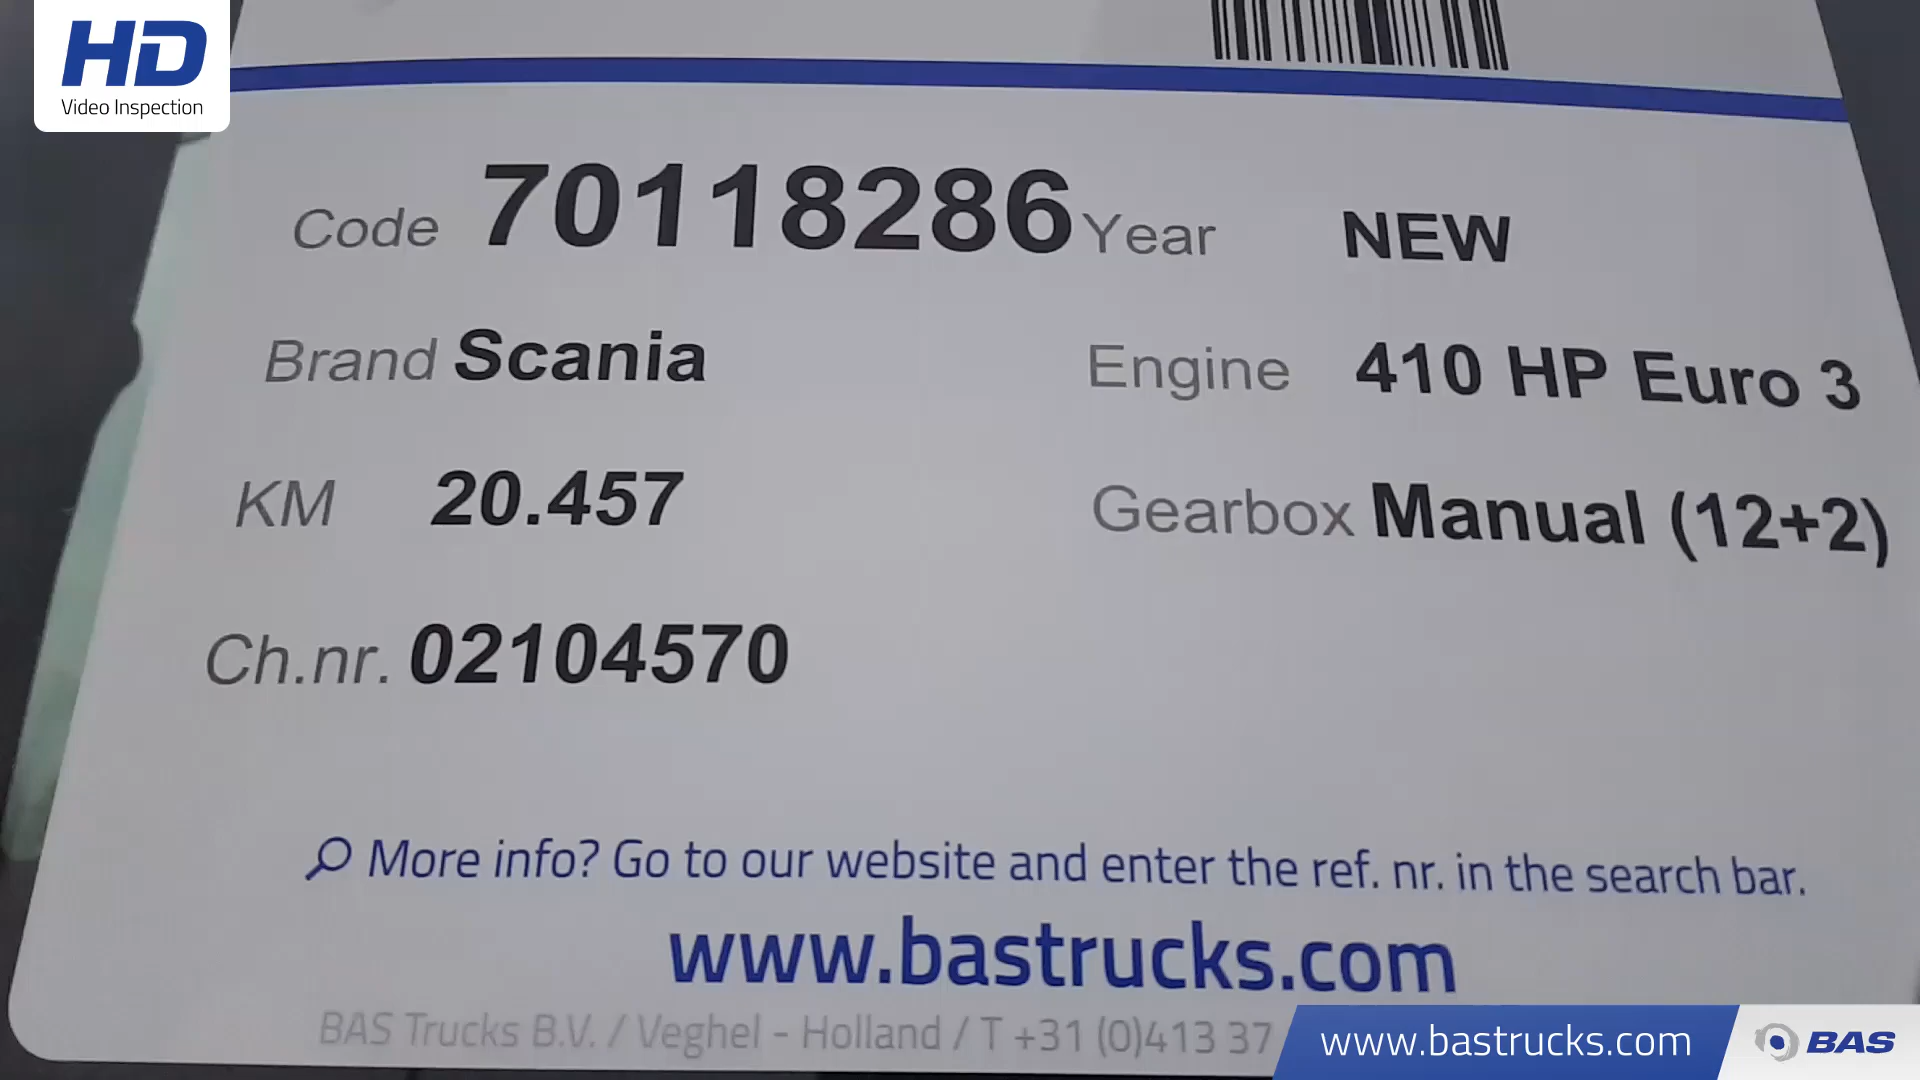 HD
Video Inspection
Code 70118286 Year NEW
Brand Scania Engine 410 HP Euro 3
KM 20.457 Gearbox Manual (12+2)
Ch.nr. 02104570
More info? Go to our website and enter the ref. nr. in the search bar.
www.bastrucks.com
BAS Trucks B.V. / Veghel - Holland / T +31 (0)413 37
www.bastrucks.com BAS